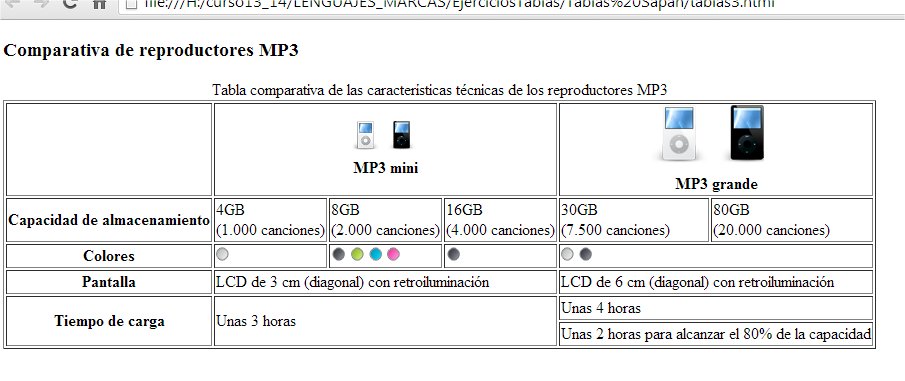 file:///H:/curso13_14/LENGUAJES_MARCAS/EjerciciosTablas/Tablas%20Sapan/tablas3.html
Comparativa de reproductores MP3
Tabla comparativa de las caracteristicas técnicas de los reproductores MP3
MP3 mini
MP3 grande
Capacidad de almacenamiento
4GB
(1.000 canciones)
8GB
(2.000 canciones)
16GB
(4.000 canciones)
30GB
(7.500 canciones)
80GB
(20.000 canciones)
Colores
Pantalla
LCD de 3 cm (diagonal) con retroiluminación
LCD de 6 cm (diagonal) con retroiluminación
Tiempo de carga
Unas 3 horas
Unas 4 horas
Unas 2 horas para alcanzar el 80% de la capacidad